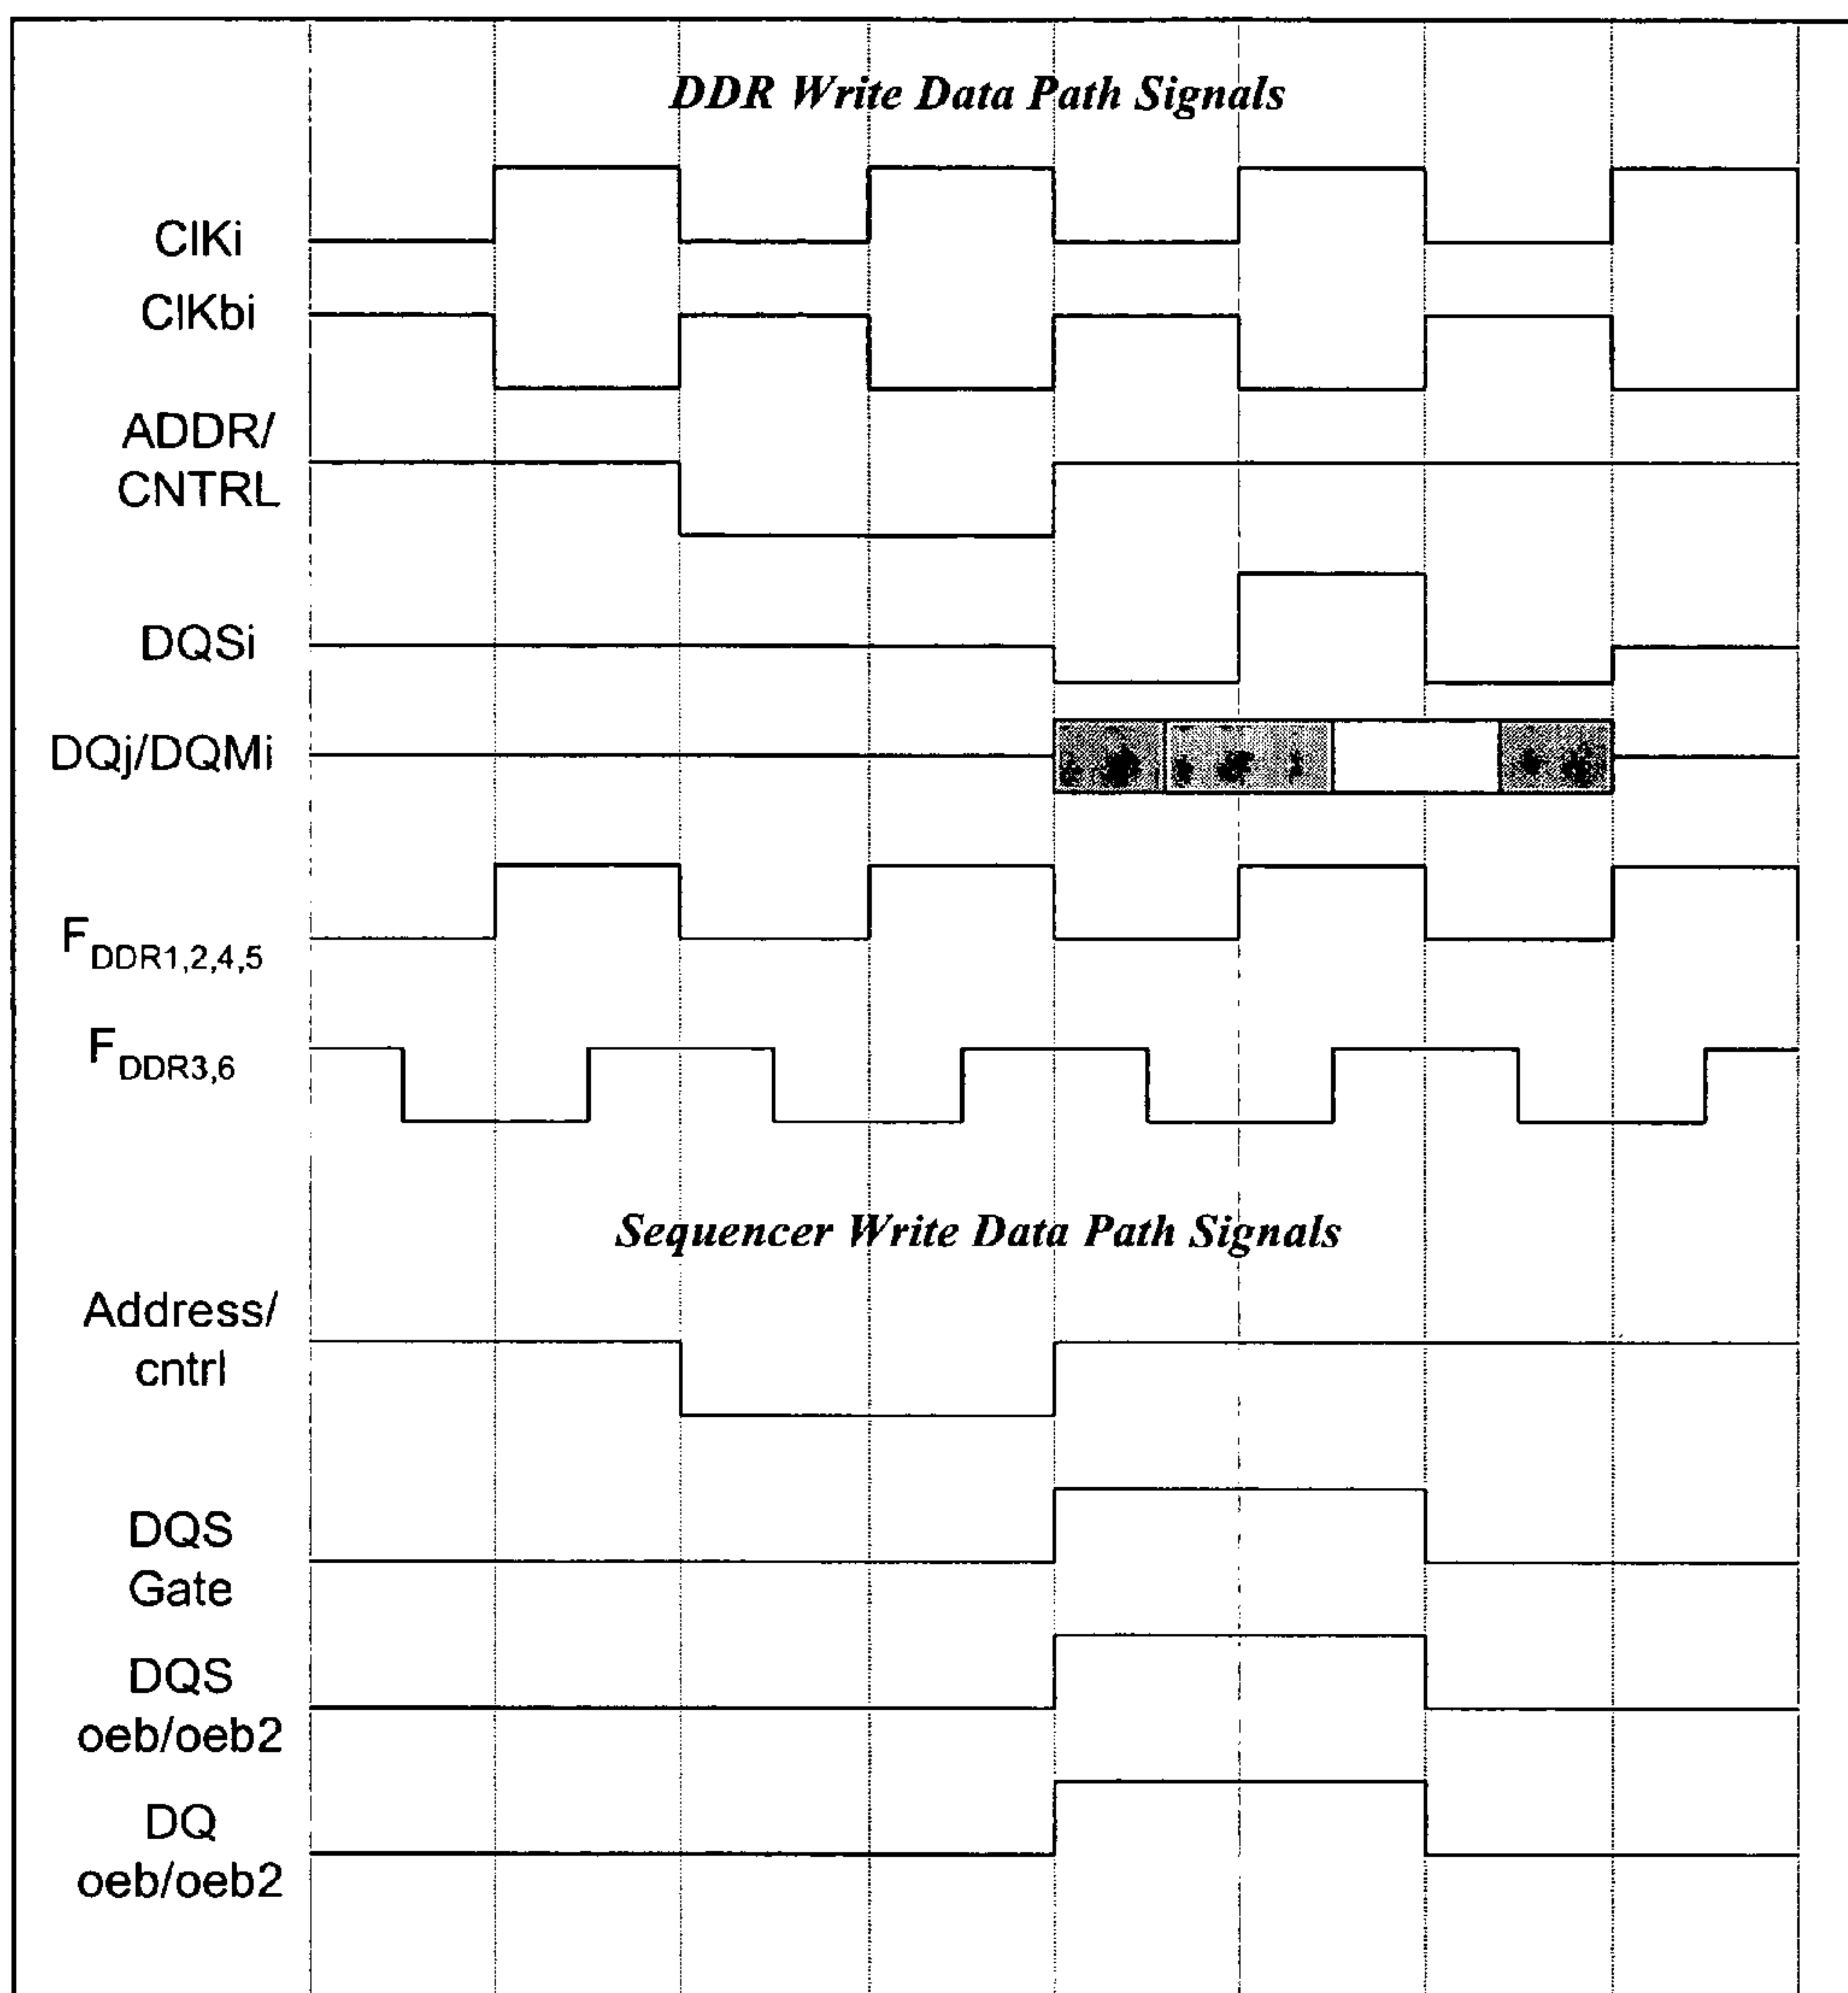 DDR Write Data Path Signals
ClKi
ClKbi
ADDR/
CNTRL
DQSi
DQj/DQMi
FDDR1,2,4,5
FDDR3,6
Sequencer Write Data Path Signals
Address/
cntrl
DQS
Gate
DQS
oeb/oeb2
DQ
oeb/oeb2